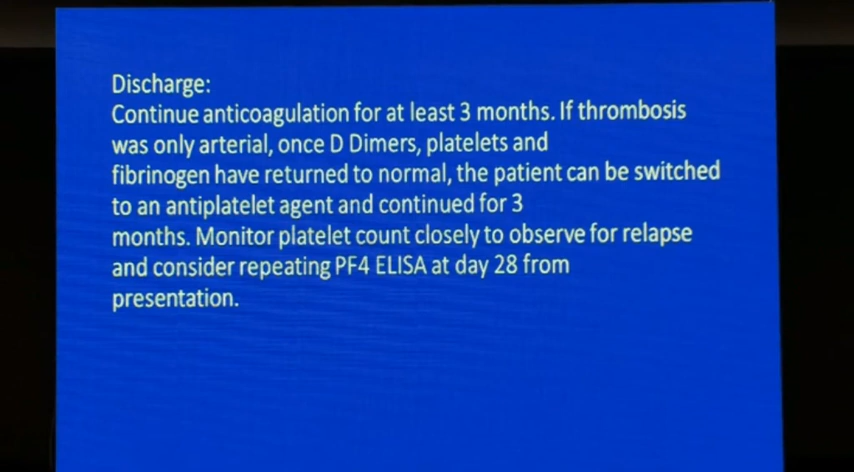 Discharge:
Continue anticoagulation for at least 3 months. If thrombosis
was only arterial, once D Dimers, platelets and
fibrinogen have returned to normal, the patient can be switched
to an antiplatelet agent and continued for 3
months. Monitor platelet count closely to observe for relapse
and consider repeating PF4 ELISA at day 28 from
presentation.